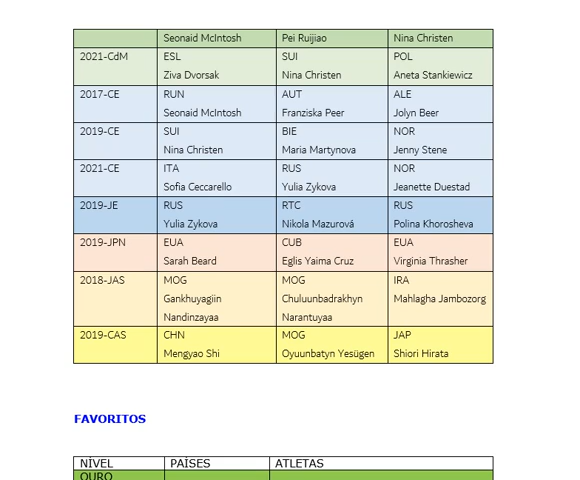 Seonaid McIntosh Pei Ruijiao Nina Christen
2021-CdM ESL SUI POL
Ziva Dvorsak Nina Christen Aneta Stankiewicz
2017-CE RUN AUT ALE
Seonaid McIntosh Franziska Peer Jolyn Beer
2019-CE SUI BIE NOR
Nina Christen Maria Martynova Jenny Stene
2021-CE ITA RUS NOR
Sofia Ceccarello Yulia Zykova Jeanette Duestad
2019-JE RUS RTC RUS
Yulia Zykova Nikola Mazurová Polina Khorosheva
2019-JPN EUA CUB EUA
Sarah Beard Eglis Yaima Cruz Virginia Thrasher
2018-JAS MOG MOG IRA
Gankhuyagiin Chuluunbadrakhyn Mahlagha Jambozorg
Nandinzayaa Narantuyaa
2019-CAS CHN MOG JAP
Mengyao Shi Oyuunbatyn Yesügen Shiori Hirata
FAVORITOS
NÍVEL PAÍSES ATLETAS
OURO